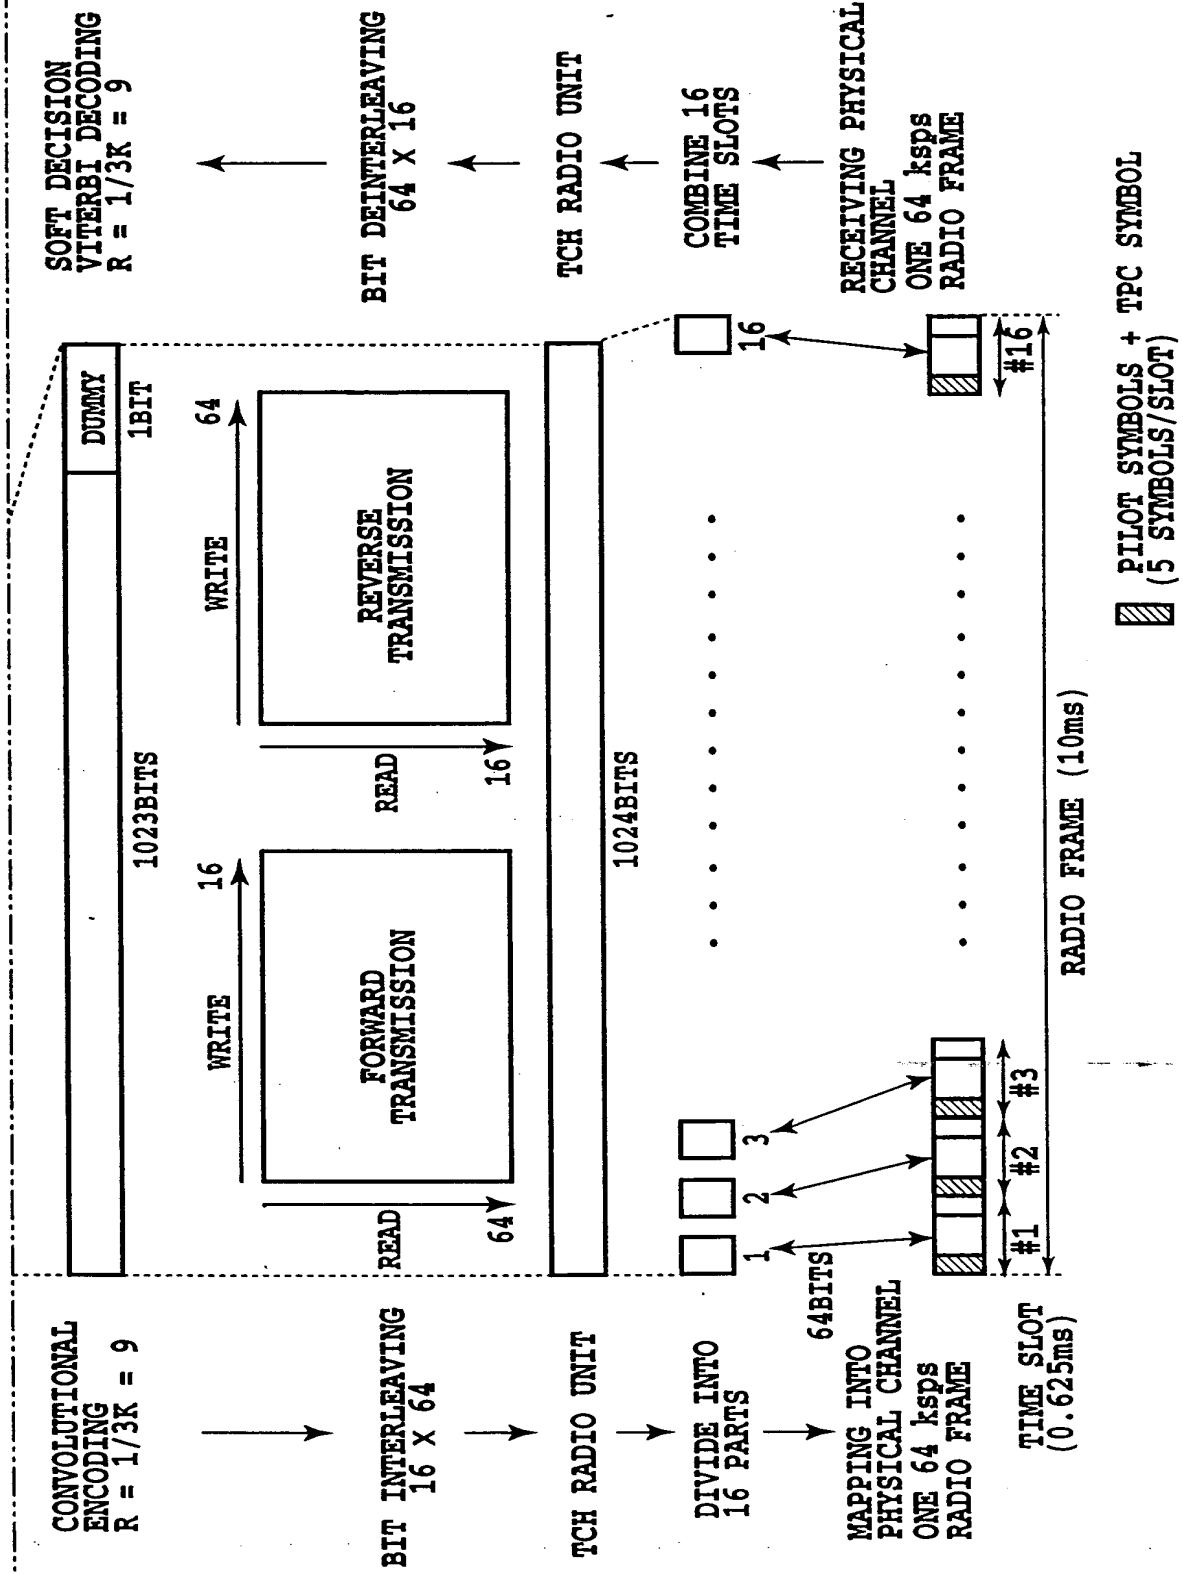 CONVOLUTIONAL
ENCODING
R = 1/3K = 9
BIT INTERLEAVING
16 X 64
TCH RADIO UNIT
DIVIDE INTO
16 PARTS
MAPPING INTO
PHYSICAL CHANNEL
ONE 64 ksps
RADIO FRAME
TIME SLOT
(0.625ms)
1023BITS
DUMMY
1BIT
WRITE
16
READ
64
FORWARD
TRANSMISSION
WRITE
64
READ
16
REVERSE
TRANSMISSION
1024BITS
1
2
3
16
64BITS
#1
#2
#3
#16
RADIO FRAME (10ms)
PILOT SYMBOLS + TPC SYMBOL
(5 SYMBOLS/SLOT)
SOFT DECISION
VITERBI DECODING
R = 1/3K = 9
BIT DEINTERLEAVING
64 X 16
TCH RADIO UNIT
COMBINE 16
TIME SLOTS
RECEIVING PHYSICAL
CHANNEL
ONE 64 ksps
RADIO FRAME